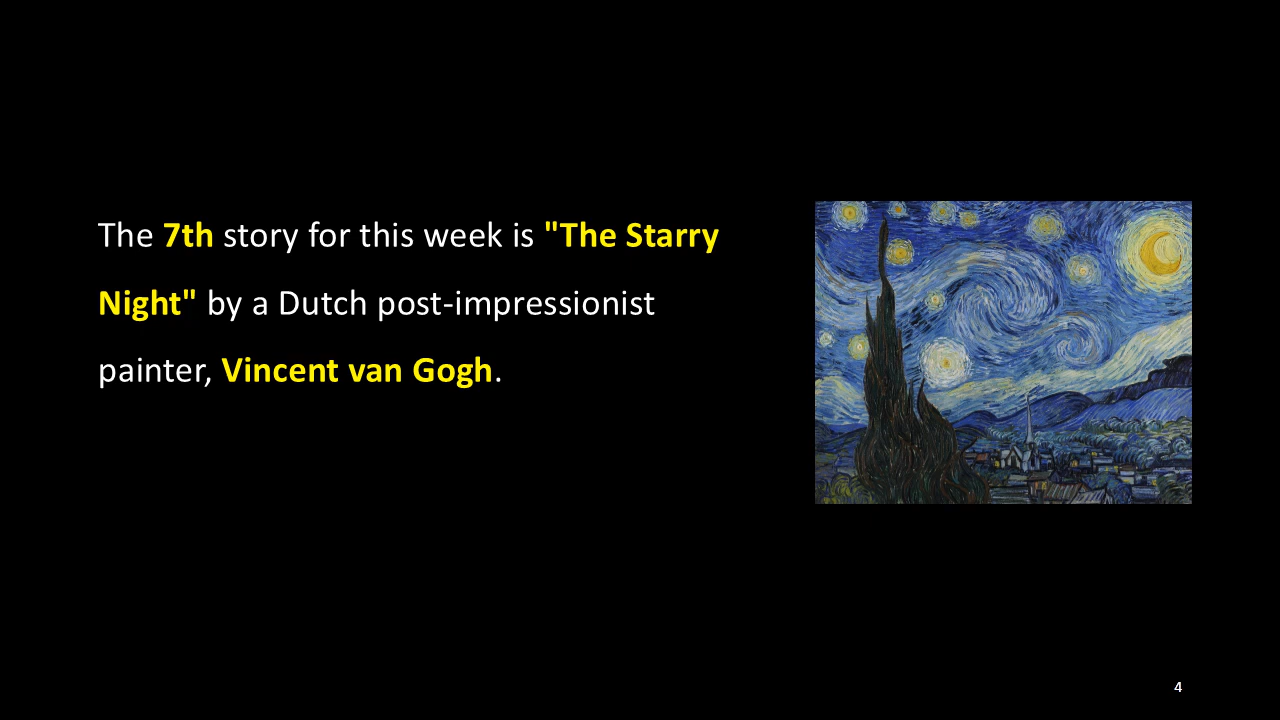 The 7th story for this week is "The Starry
Night" by a Dutch post-impressionist
painter, Vincent van Gogh.
4